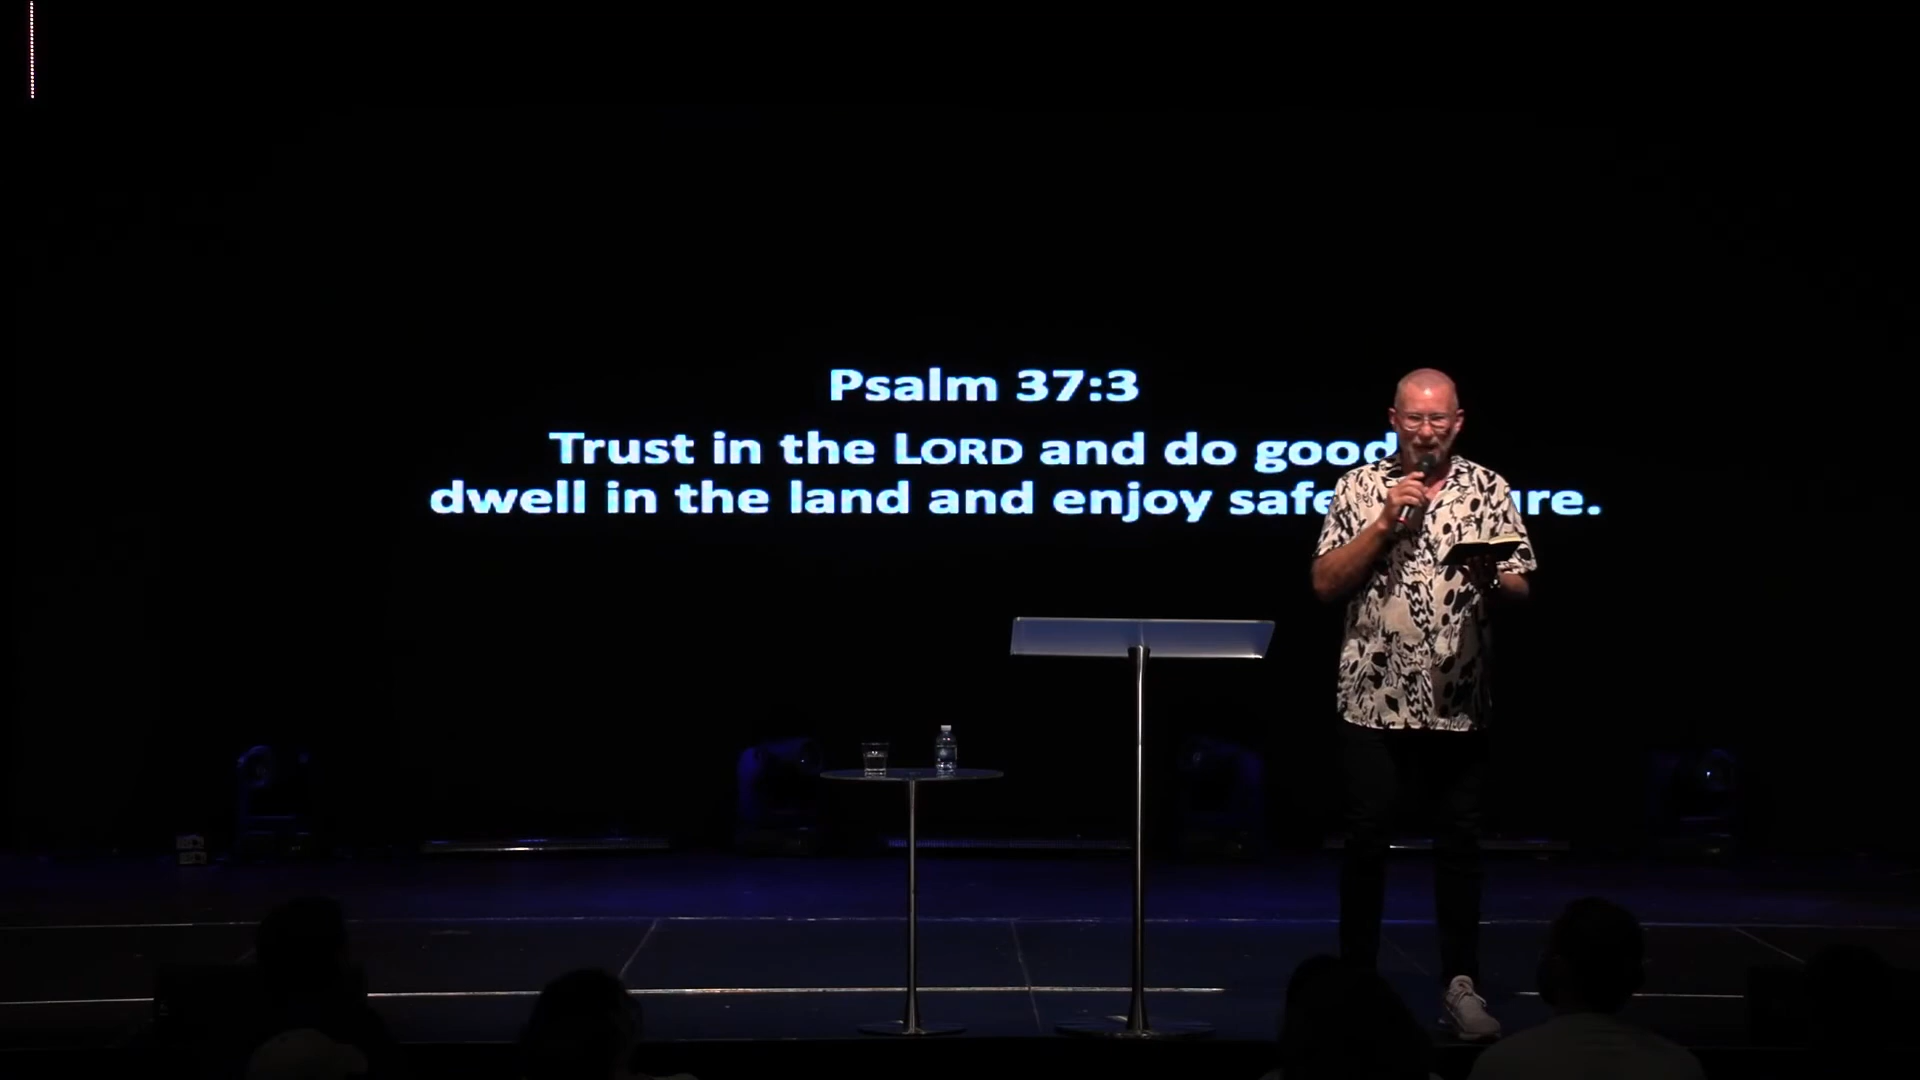 Psalm 37:3
Trust in the LORD and do good
dwell in the land and enjoy